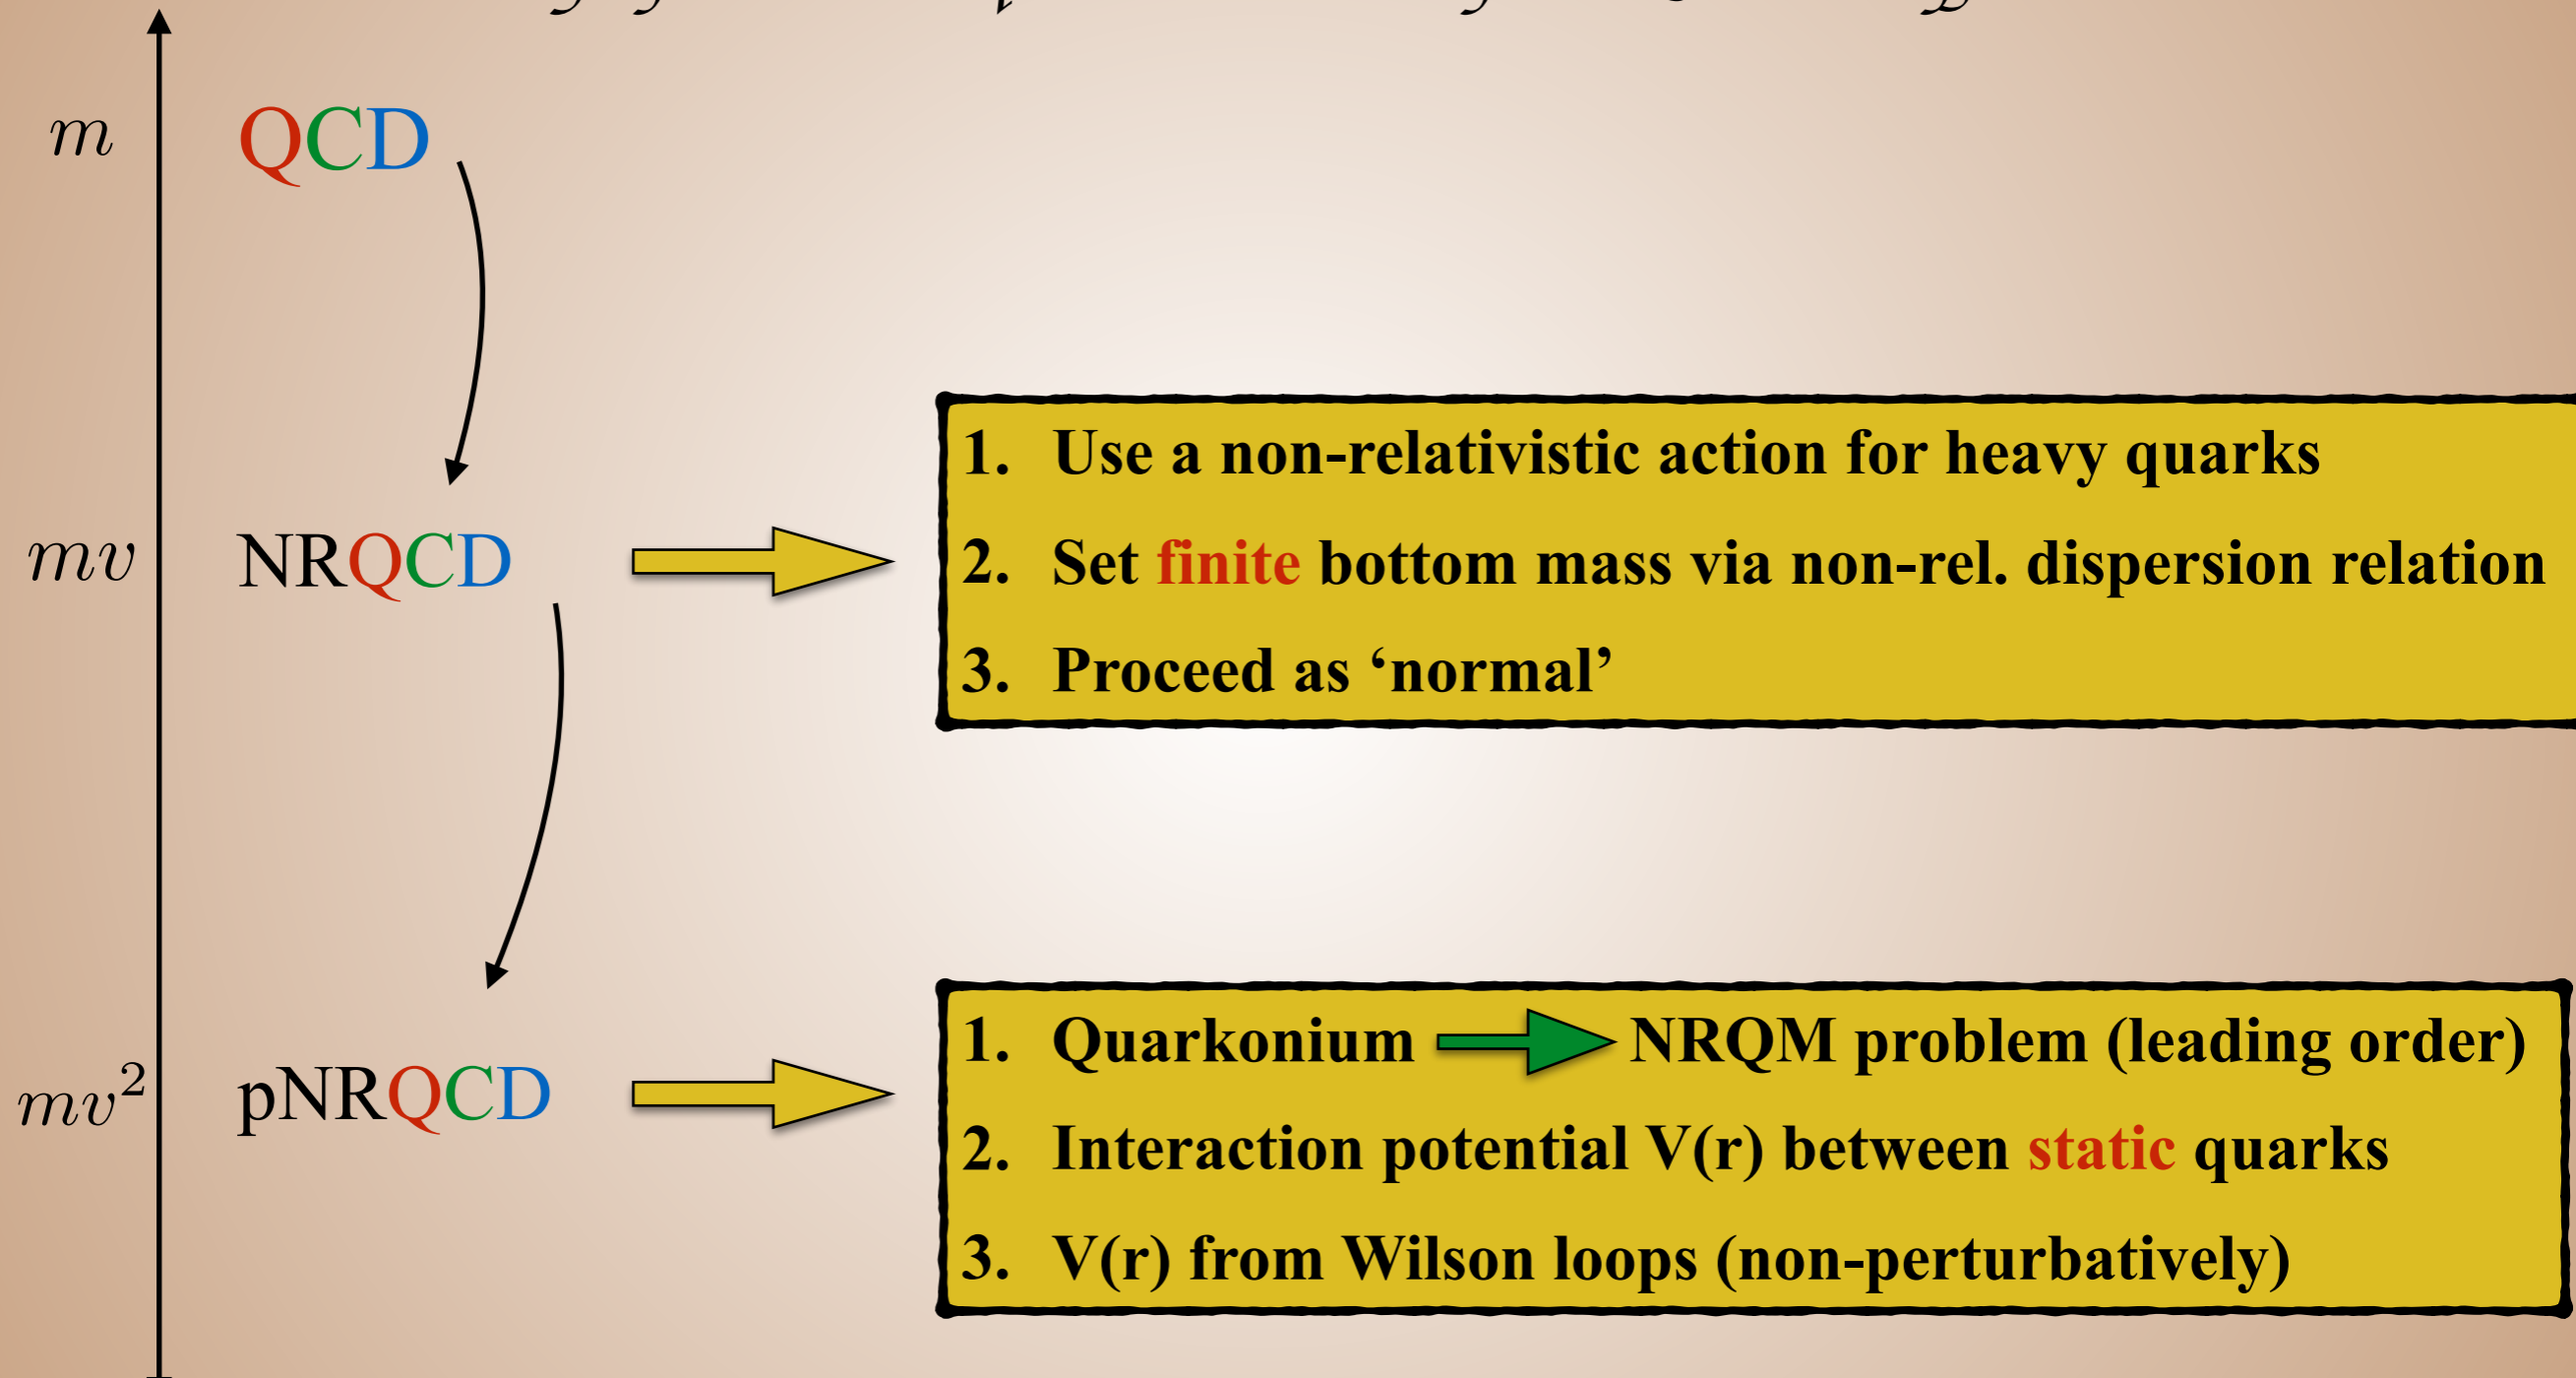 m
QCD
1. Use a non-relativistic action for heavy quarks
mv
NRQCD
2. Set finite bottom mass via non-rel. dispersion relation
3. Proceed as ‘normal’
1. Quarkonium NRQM problem (leading order)
mv²
pNRQCD
2. Interaction potential V(r) between static quarks
3. V(r) from Wilson loops (non-perturbatively)